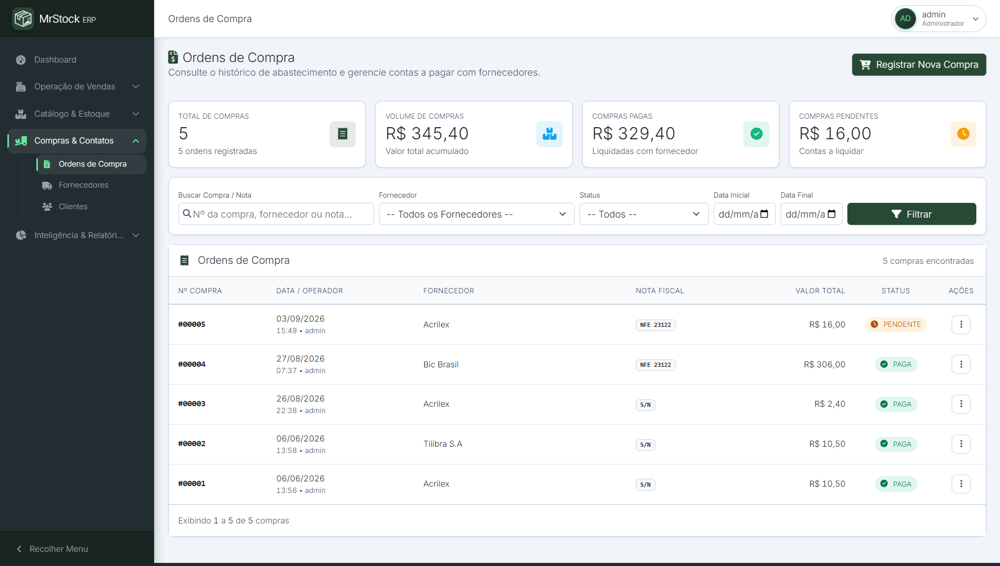 MrStock ERP
Ordens de Compra
AD
admin
Administrador
Dashboard
Operação de Vendas
Catálogo & Estoque
Compras & Contatos
Ordens de Compra
Fornecedores
Clientes
Inteligência & Relatóri...
Recolher Menu
Ordens de Compra
Consulte o histórico de abastecimento e gerencie contas a pagar com fornecedores.
Registrar Nova Compra
TOTAL DE COMPRAS
5
5 ordens registradas
VOLUME DE COMPRAS
R$ 345,40
Valor total acumulado
COMPRAS PAGAS
R$ 329,40
Liquidadas com fornecedor
COMPRAS PENDENTES
R$ 16,00
Contas a liquidar
Buscar Compra / Nota
Nº da compra, fornecedor ou nota...
Fornecedor
-- Todos os Fornecedores --
Status
-- Todos --
Data Inicial
dd/mm/a
Data Final
dd/mm/a
Filtrar
Ordens de Compra
5 compras encontradas
Nº COMPRA DATA / OPERADOR FORNECEDOR NOTA FISCAL VALOR TOTAL STATUS AÇÕES
#00005 03/09/2026 Acrilex NFE 23122 R$ 16,00 PENDENTE
15:49 • admin
#00004 27/08/2026 Bic Brasil NFE 23122 R$ 306,00 PAGA
07:37 • admin
#00003 26/08/2026 Acrilex S/N R$ 2,40 PAGA
22:38 • admin
#00002 06/06/2026 Tilibra S.A S/N R$ 10,50 PAGA
13:58 • admin
#00001 06/06/2026 Acrilex S/N R$ 10,50 PAGA
13:56 • admin
Exibindo 1 a 5 de 5 compras